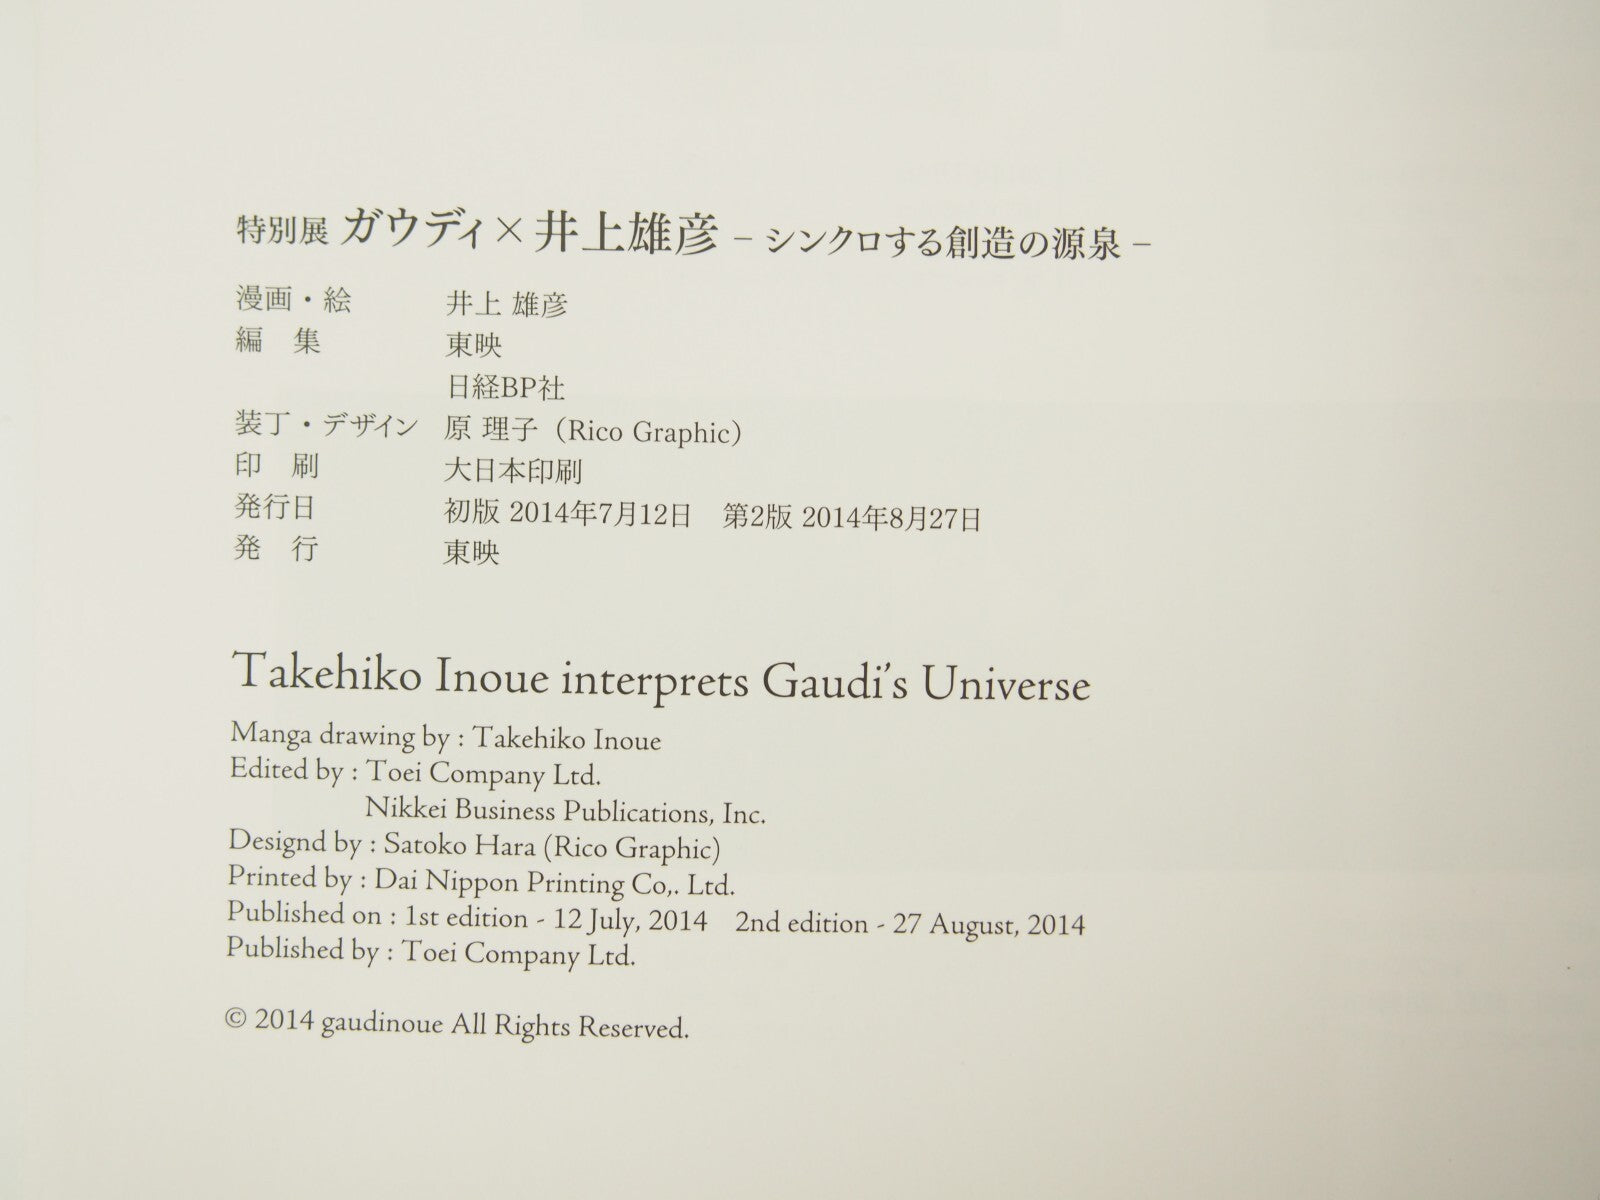 特別展 ガウディ×井上雄彦 – シンクロする創造の源泉 –
漫画・絵 井上 雄彦
編 集 東映
日経BP社
装丁・デザイン 原 理子（Rico Graphic）
印 刷 大日本印刷
発行日 初版 2014年7月12日 第2版 2014年8月27日
発 行 東映
Takehiko Inoue interprets Gaudi's Universe
Manga drawing by : Takehiko Inoue
Edited by : Toei Company Ltd.
Nikkei Business Publications, Inc.
Designd by : Satoko Hara (Rico Graphic)
Printed by : Dai Nippon Printing Co,. Ltd.
Published on : 1st edition - 12 July, 2014 2nd edition - 27 August, 2014
Published by : Toei Company Ltd.
© 2014 gaudinoue All Rights Reserved.